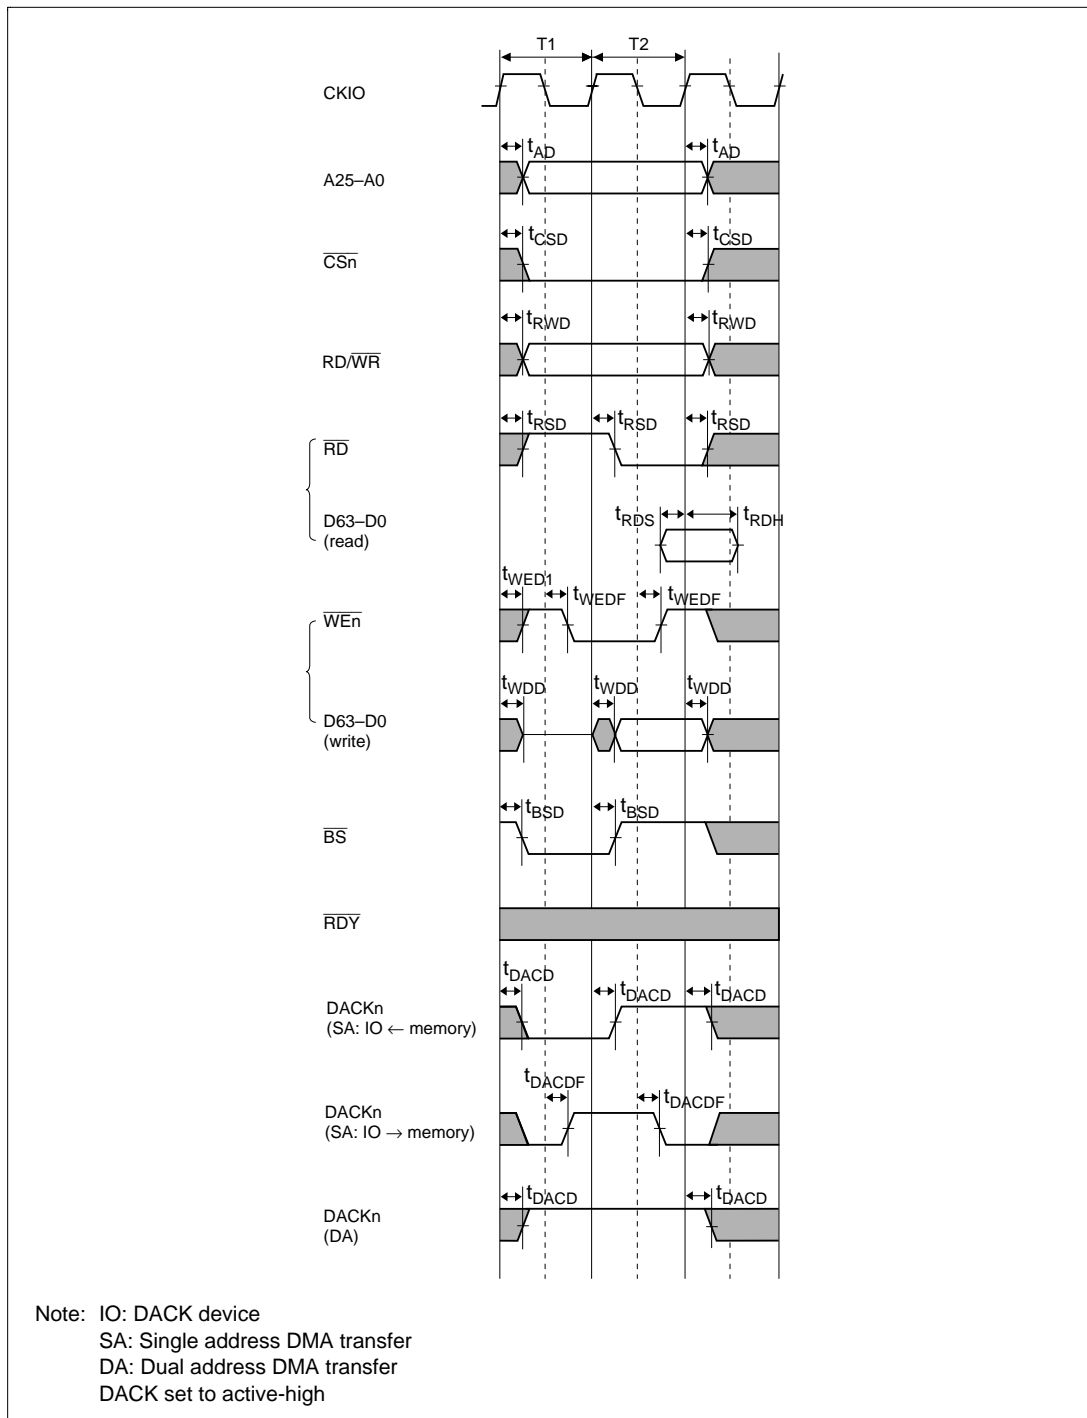 T1 T2
CKIO
tAD tAD
A25–A0
tCSD tCSD
CSn
tRWD tRWD
RD/WR
tRSD tRSD tRSD
RD
tRDS tRDH
D63–D0
(read)
tWED1
tWEDF tWEDF
WEn
tWDD tWDD tWDD
D63–D0
(write)
tBSD tBSD
BS
RDY
tDACD
tDACD tDACD
DACKn
(SA: IO ← memory)
tDACDF
tDACDF
DACKn
(SA: IO → memory)
tDACD tDACD
DACKn
(DA)
Note: IO: DACK device
SA: Single address DMA transfer
DA: Dual address DMA transfer
DACK set to active-high